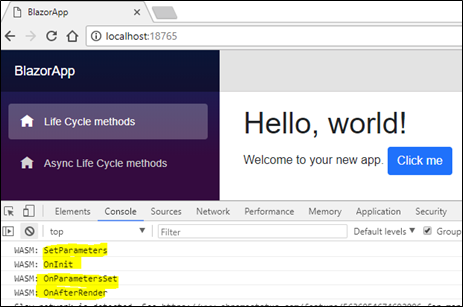 BlazorApp
localhost:18765
BlazorApp
Life Cycle methods
Async Life Cycle methods
Hello, world!
Welcome to your new app. Click me
Elements Console Sources Network Performance Memory Application Security
top Filter Default levels Group
WASM: SetParameters
WASM: OnInit
WASM: OnParametersSet
WASM: OnAfterRender